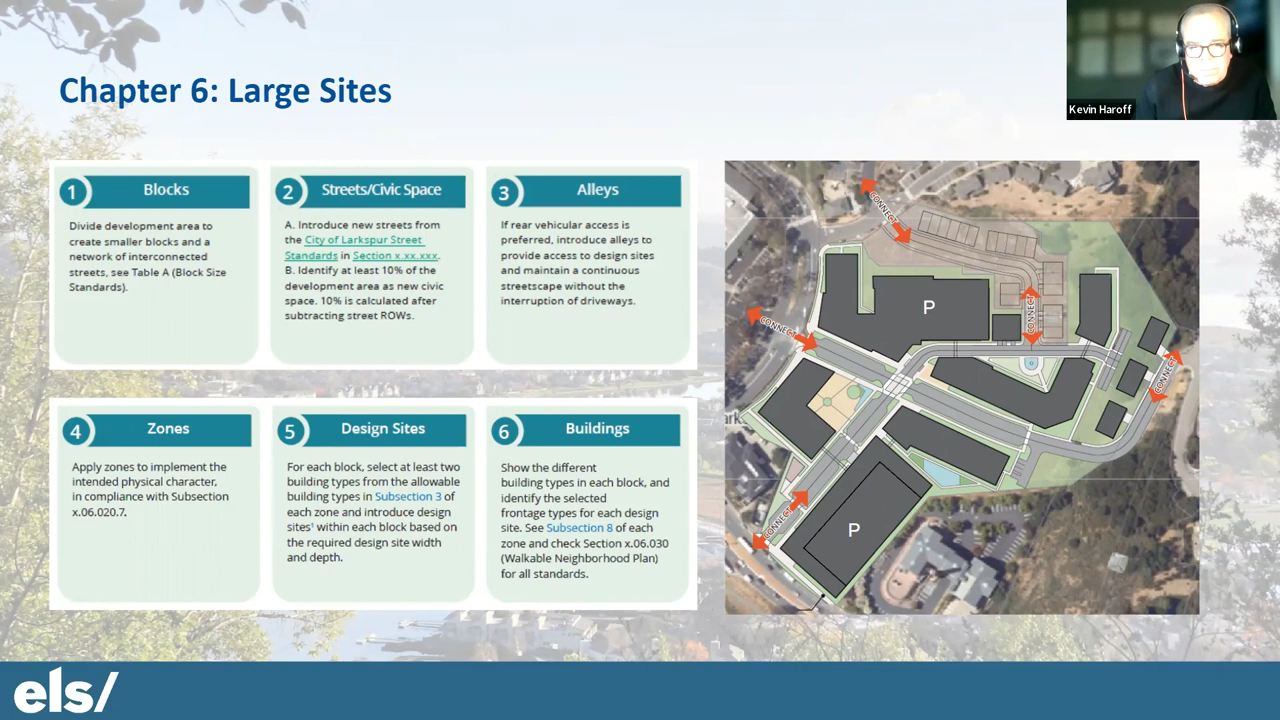 Chapter 6: Large Sites
Kevin Haroff
1 Blocks
Divide development area to
create smaller blocks and a
network of interconnected
streets, see Table A (Block Size
Standards).
2 Streets/Civic Space
A. Introduce new streets from
the City of Larkspur Street
Standards in Section x.xx.xxx.
B. Identify at least 10% of the
development area as new civic
space. 10% is calculated after
subtracting street ROWs.
3 Alleys
If rear vehicular access is
preferred, introduce alleys to
provide access to design sites
and maintain a continuous
streetscape without the
interruption of driveways.
4 Zones
Apply zones to implement the
intended physical character,
in compliance with Subsection
x.06.020.7.
5 Design Sites
For each block, select at least two
building types from the allowable
building types in Subsection 3 of
each zone and introduce design
sites¹ within each block based on
the required design site width
and depth.
6 Buildings
Show the different
building types in each block, and
identify the selected
frontage types for each design
site. See Subsection 8 of each
zone and check Section x.06.030
(Walkable Neighborhood Plan)
for all standards.
CONNECT
P
CONNECT
CONNECT
CONNECT
CONNECT
P
els/